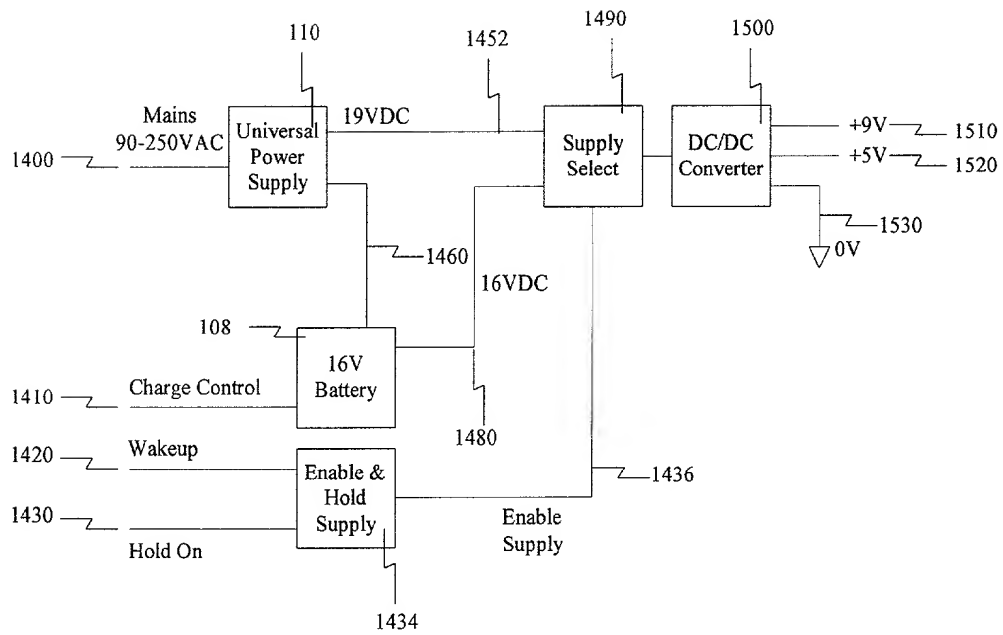 1490
110
1452
1500
Mains
90-250VAC
1400
Universal
Power
Supply
19VDC
Supply
Select
DC/DC
Converter
+9V
1510
+5V
1520
1530
0V
1460
16VDC
108
16V
Battery
1410
Charge Control
1480
1420
Wakeup
1430
Hold On
Enable &
Hold
Supply
1436
Enable
Supply
1434